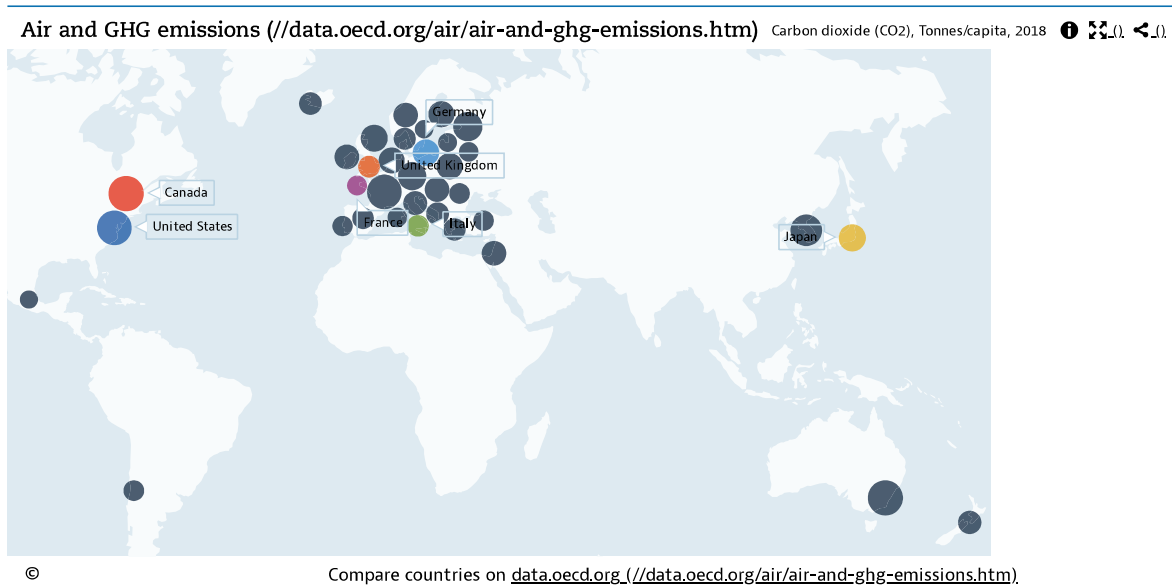 Air and GHG emissions (//data.oecd.org/air/air-and-ghg-emissions.htm) Carbon dioxide (CO2), Tonnes/capita, 2018 () ()
Germany
United Kingdom
Canada
France
Italy
United States
Japan
© Compare countries on data.oecd.org (//data.oecd.org/air/air-and-ghg-emissions.htm)